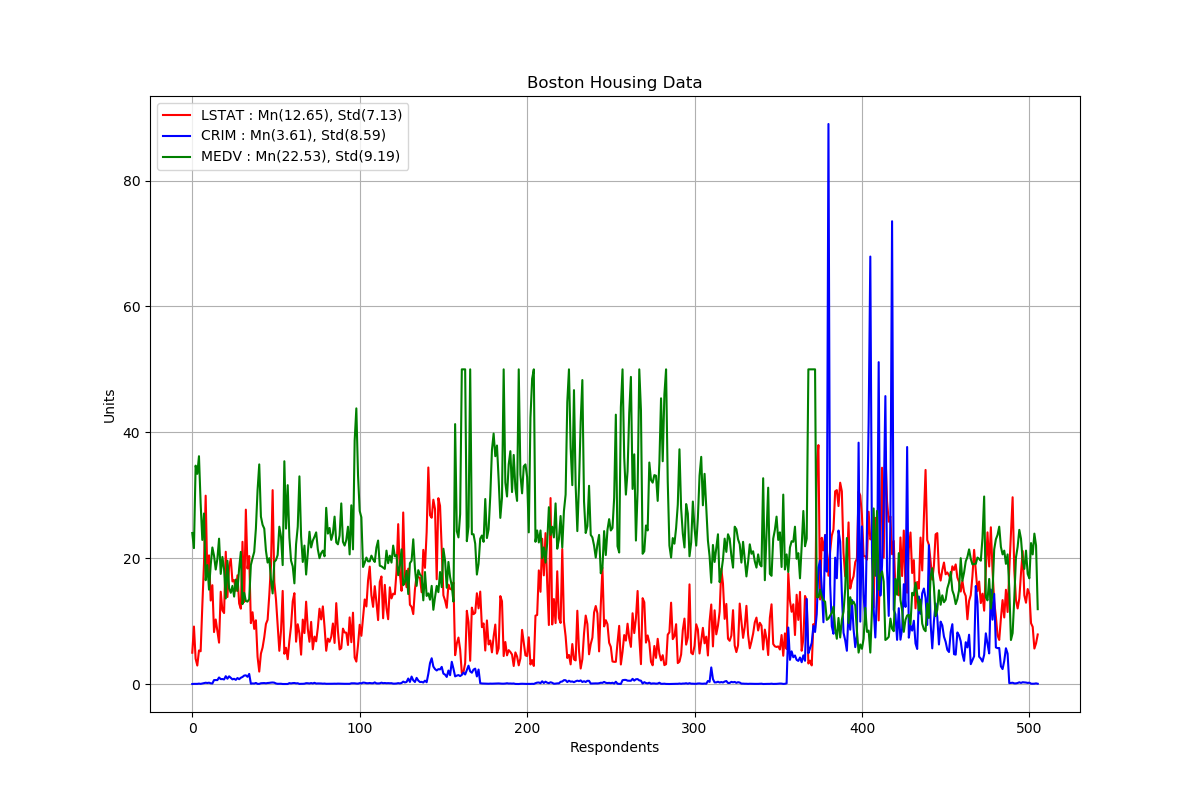 Boston Housing Data
LSTAT : Mn(12.65), Std(7.13)
CRIM : Mn(3.61), Std(8.59)
MEDV : Mn(22.53), Std(9.19)
80
60
40
20
0
Units
0 100 200 300 400 500
Respondents